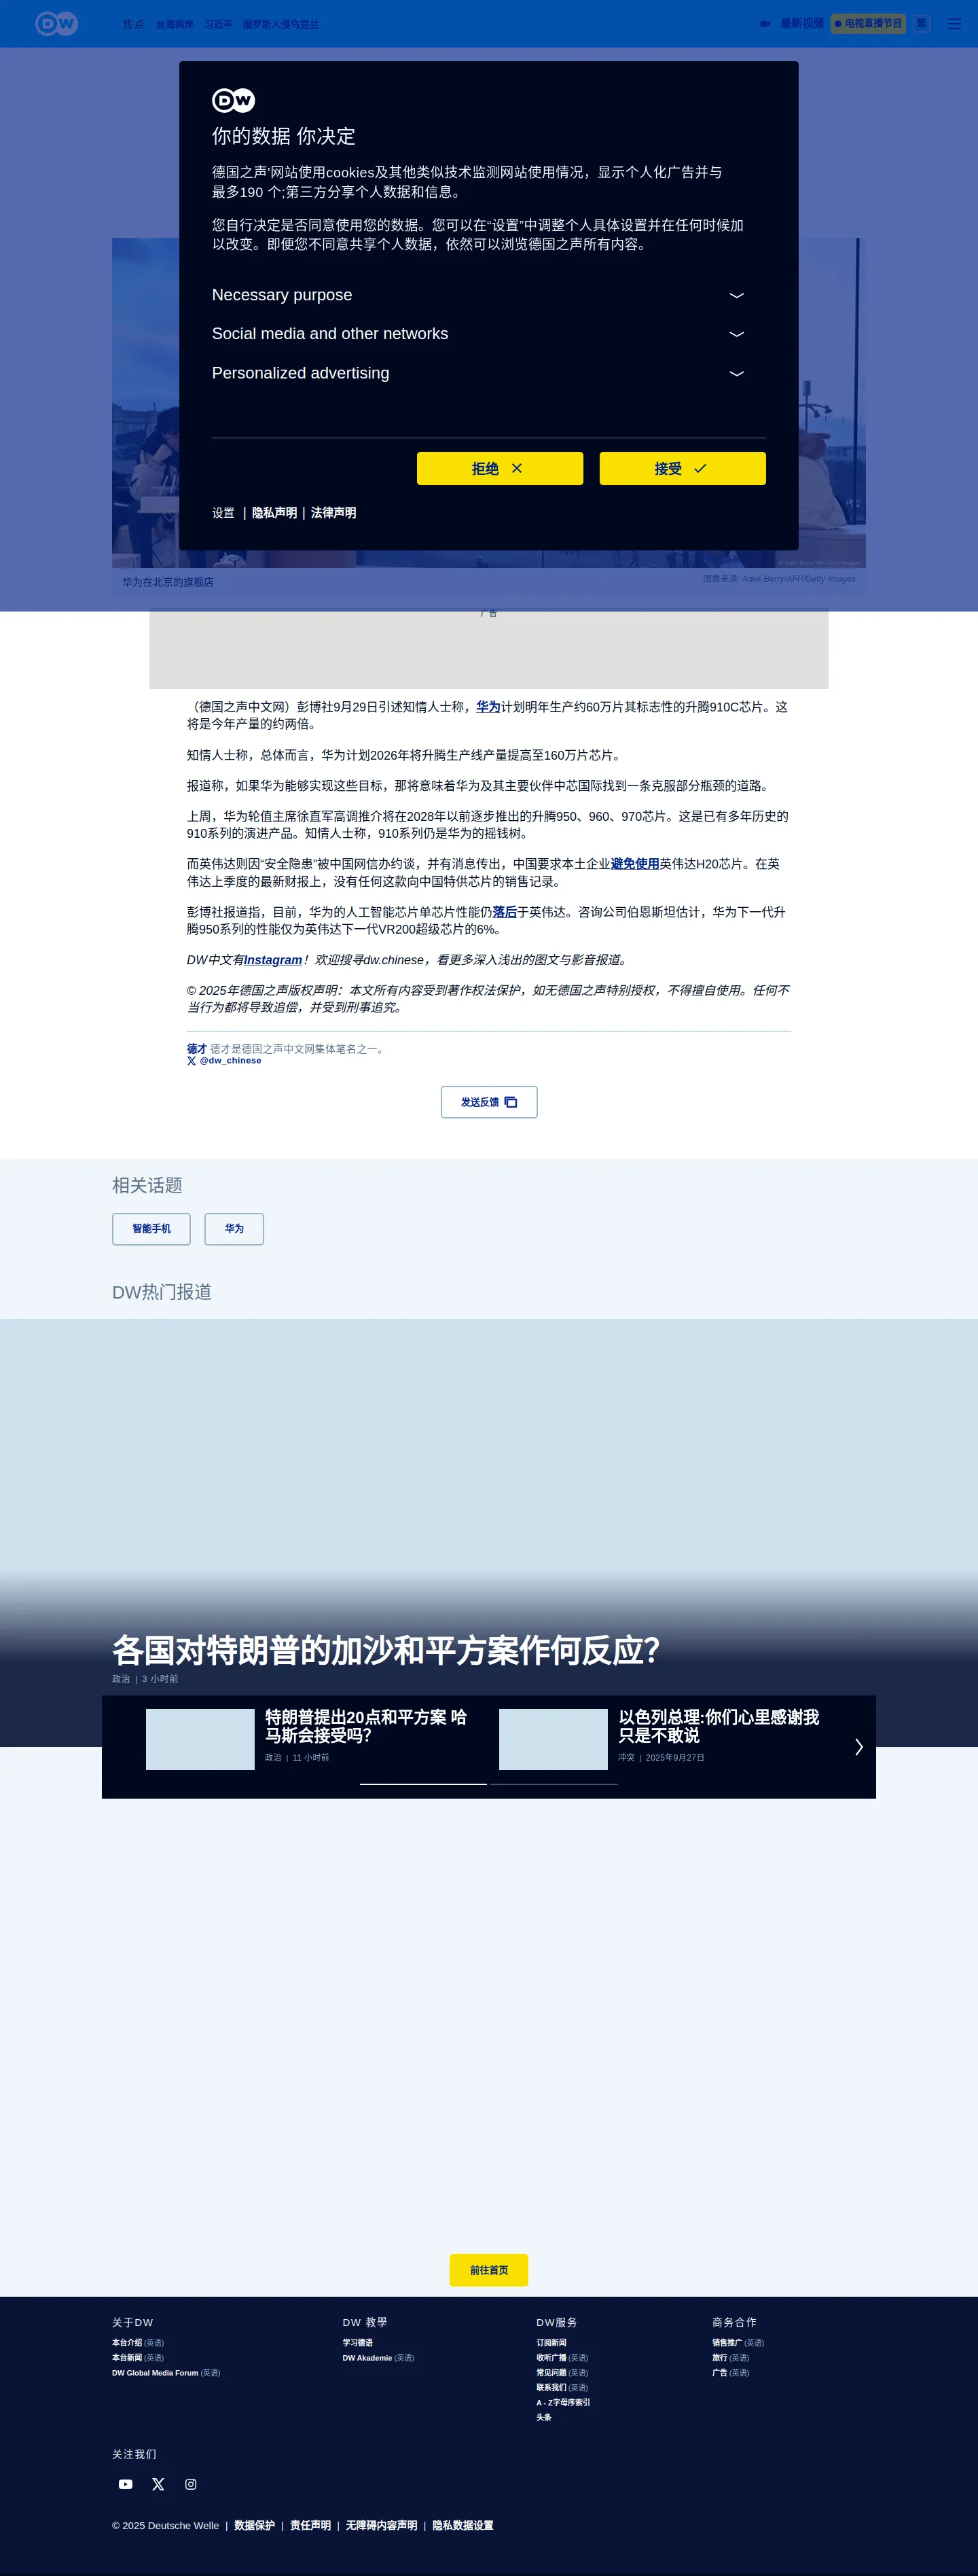 DW
焦点 台海两岸 习近平 俄罗斯入侵乌克兰
最新视频 电视直播节目 繁
DW
你的数据 你决定
德国之声'网站使用cookies及其他类似技术监测网站使用情况，显示个人化广告并与
最多190 个;第三方分享个人数据和信息。
您自行决定是否同意使用您的数据。您可以在“设置”中调整个人具体设置并在任何时候加
以改变。即便您不同意共享个人数据，依然可以浏览德国之声所有内容。
Necessary purpose
Social media and other networks
Personalized advertising
拒绝 接受
设置 | 隐私声明 | 法律声明
华为在北京的旗舰店
图像来源: Adek Berry/AFP/Getty Images
广告
（德国之声中文网）彭博社9月29日引述知情人士称，华为计划明年生产约60万片其标志性的升腾910C芯片。这
将是今年产量的约两倍。
知情人士称，总体而言，华为计划2026年将升腾生产线产量提高至160万片芯片。
报道称，如果华为能够实现这些目标，那将意味着华为及其主要伙伴中芯国际找到一条克服部分瓶颈的道路。
上周，华为轮值主席徐直军高调推介将在2028年以前逐步推出的升腾950、960、970芯片。这是已有多年历史的
910系列的演进产品。知情人士称，910系列仍是华为的摇钱树。
而英伟达则因“安全隐患”被中国网信办约谈，并有消息传出，中国要求本土企业避免使用英伟达H20芯片。在英
伟达上季度的最新财报上，没有任何这款向中国特供芯片的销售记录。
彭博社报道指，目前，华为的人工智能芯片单芯片性能仍落后于英伟达。咨询公司伯恩斯坦估计，华为下一代升
腾950系列的性能仅为英伟达下一代VR200超级芯片的6%。
DW中文有Instagram！欢迎搜寻dw.chinese，看更多深入浅出的图文与影音报道。
© 2025年德国之声版权声明：本文所有内容受到著作权法保护，如无德国之声特别授权，不得擅自使用。任何不
当行为都将导致追偿，并受到刑事追究。
德才 德才是德国之声中文网集体笔名之一。
@dw_chinese
发送反馈
相关话题
智能手机 华为
DW热门报道
各国对特朗普的加沙和平方案作何反应？
政治 | 3 小时前
特朗普提出20点和平方案 哈
马斯会接受吗？
政治 | 11 小时前
以色列总理:你们心里感谢我
只是不敢说
冲突 | 2025年9月27日
前往首页
关于DW
本台介绍 (英语)
本台新闻 (英语)
DW Global Media Forum (英语)
DW 教學
学习德语
DW Akademie (英语)
DW服务
订阅新闻
收听广播 (英语)
常见问题 (英语)
联系我们 (英语)
A - Z字母序索引
头条
商务合作
销售推广 (英语)
旅行 (英语)
广告 (英语)
关注我们
© 2025 Deutsche Welle | 数据保护 | 责任声明 | 无障碍内容声明 | 隐私数据设置